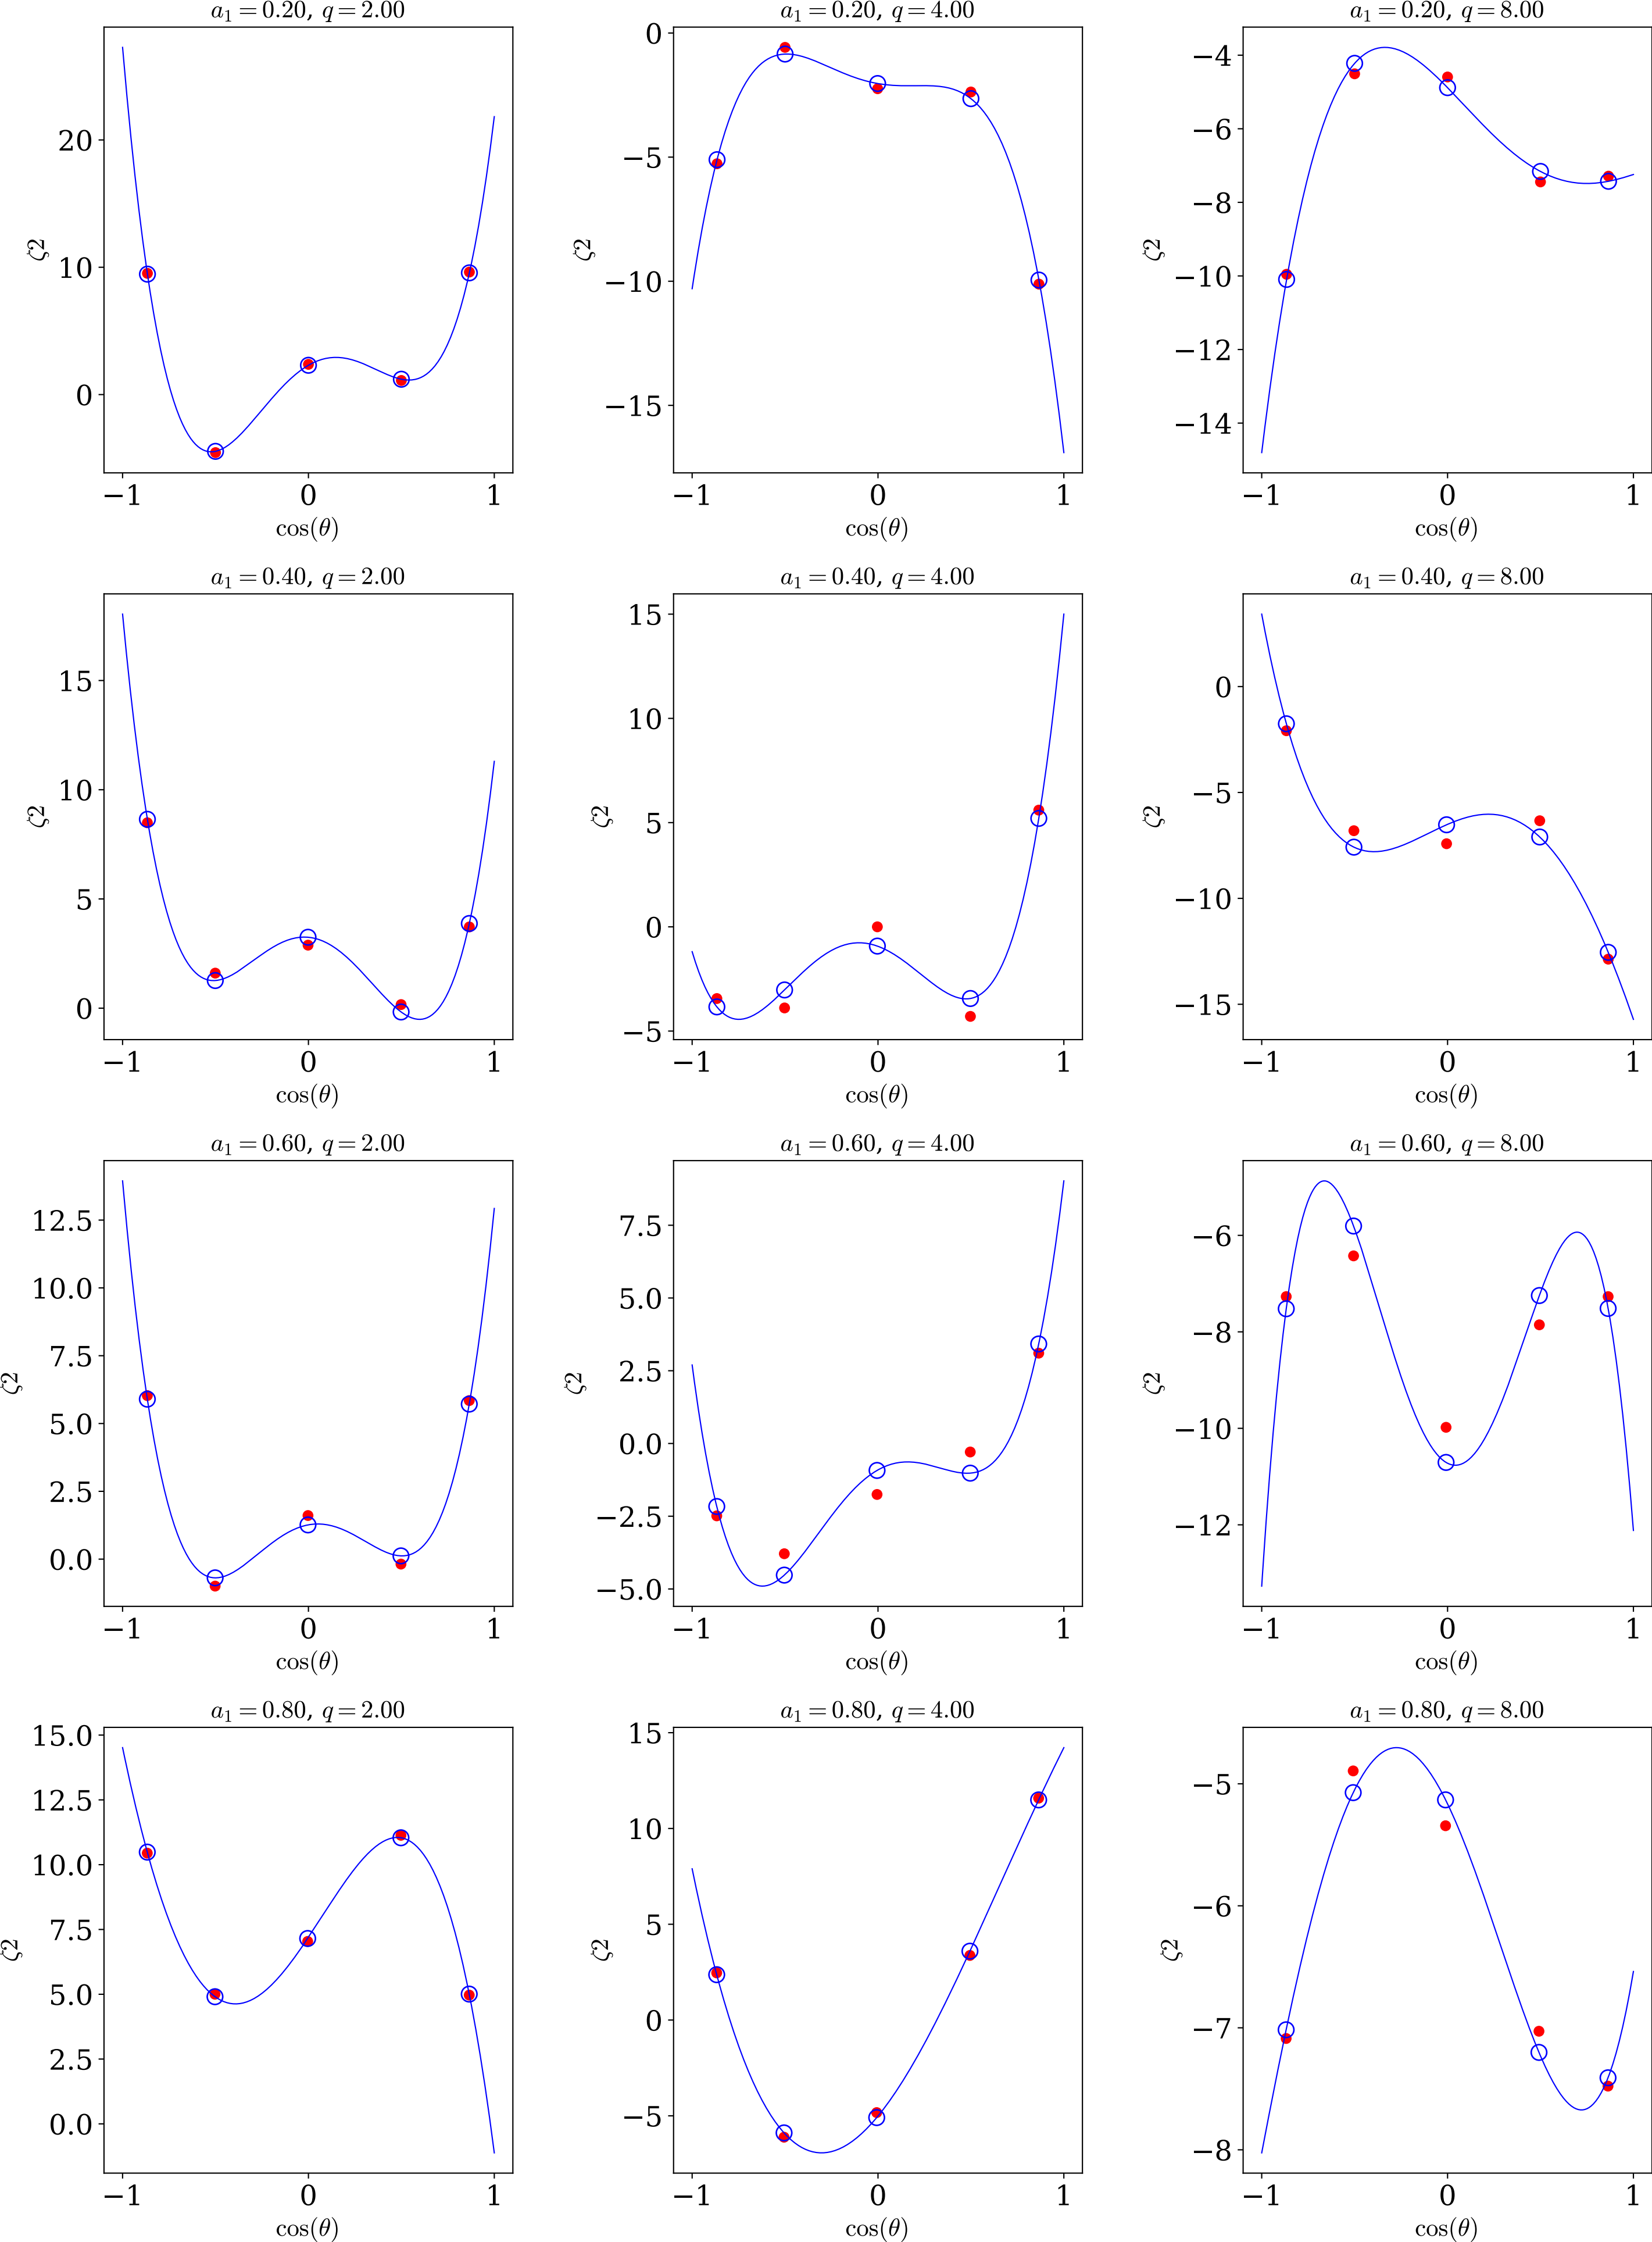 a₁ = 0.20, q = 2.00
ζ2
20
10
0
−1 0 1
cos(θ)
a₁ = 0.20, q = 4.00
ζ2
0
−5
−10
−15
−1 0 1
cos(θ)
a₁ = 0.20, q = 8.00
ζ2
−4
−6
−8
−10
−12
−14
−1 0 1
cos(θ)
a₁ = 0.40, q = 2.00
ζ2
15
10
5
0
−1 0 1
cos(θ)
a₁ = 0.40, q = 4.00
ζ2
15
10
5
0
−5
−1 0 1
cos(θ)
a₁ = 0.40, q = 8.00
ζ2
0
−5
−10
−15
−1 0 1
cos(θ)
a₁ = 0.60, q = 2.00
ζ2
12.5
10.0
7.5
5.0
2.5
0.0
−1 0 1
cos(θ)
a₁ = 0.60, q = 4.00
ζ2
7.5
5.0
2.5
0.0
−2.5
−5.0
−1 0 1
cos(θ)
a₁ = 0.60, q = 8.00
ζ2
−6
−8
−10
−12
−1 0 1
cos(θ)
a₁ = 0.80, q = 2.00
ζ2
15.0
12.5
10.0
7.5
5.0
2.5
0.0
−1 0 1
cos(θ)
a₁ = 0.80, q = 4.00
ζ2
15
10
5
0
−5
−1 0 1
cos(θ)
a₁ = 0.80, q = 8.00
ζ2
−5
−6
−7
−8
−1 0 1
cos(θ)